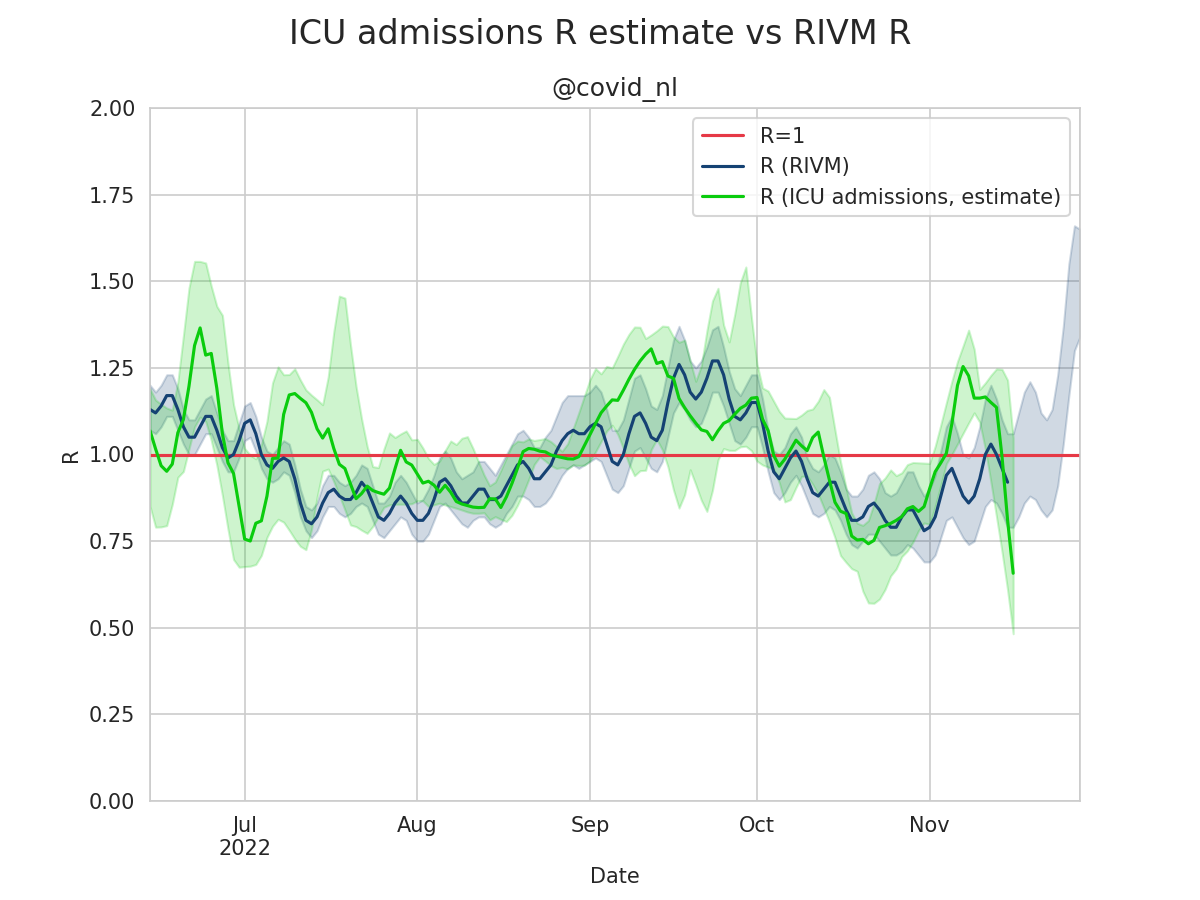 ICU admissions R estimate vs RIVM R
@covid_nl
R=1
R (RIVM)
R (ICU admissions, estimate)
2.00
1.75
1.50
1.25
1.00
0.75
0.50
0.25
0.00
R
Jul
2022
Aug
Sep
Oct
Nov
Date